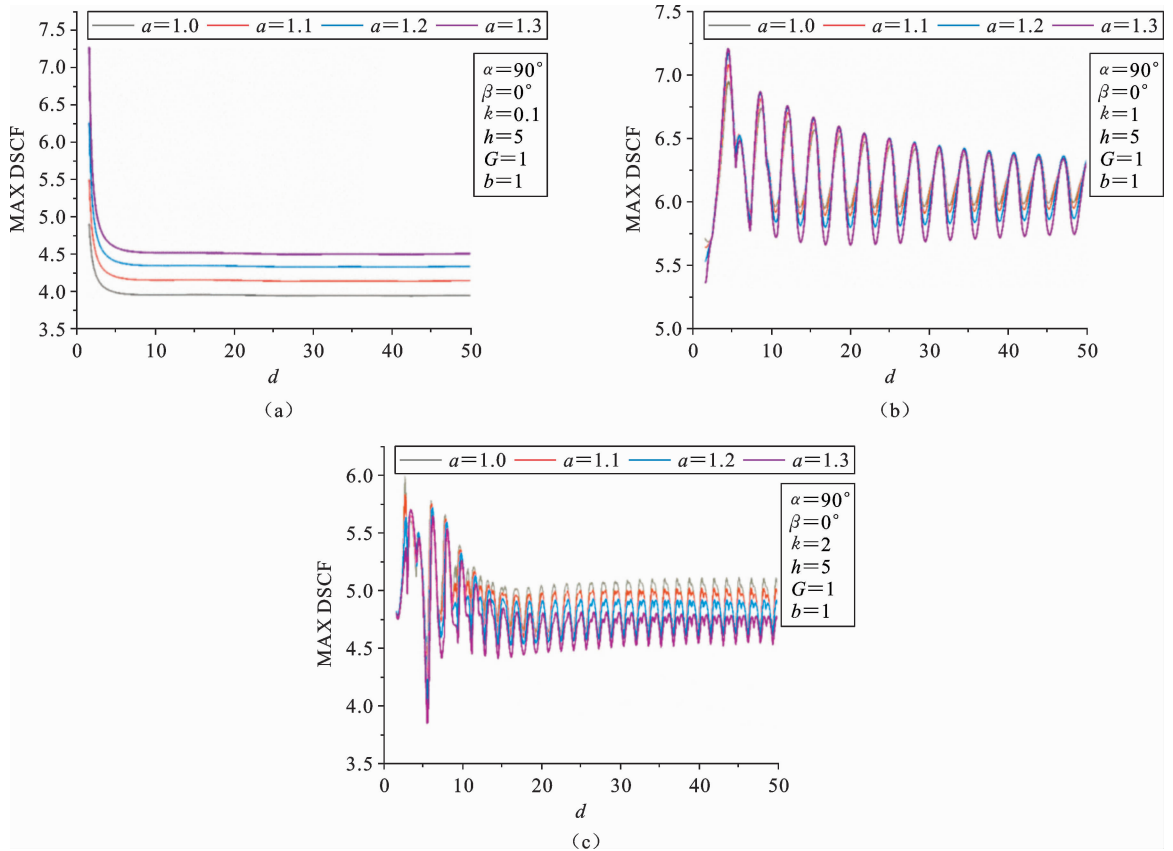 a=1.0 a=1.1 a=1.2 a=1.3
MAX DSCF
7.5
7.0
6.5
6.0
5.5
5.0
4.5
4.0
3.5
α=90°
β=0°
k=0.1
h=5
G=1
b=1
0 10 20 30 40 50
d
(a)
a=1.0 a=1.1 a=1.2 a=1.3
MAX DSCF
7.5
7.0
6.5
6.0
5.5
5.0
α=90°
β=0°
k=1
h=5
G=1
b=1
0 10 20 30 40 50
d
(b)
a=1.0 a=1.1 a=1.2 a=1.3
MAX DSCF
6.0
5.5
5.0
4.5
4.0
3.5
α=90°
β=0°
k=2
h=5
G=1
b=1
0 10 20 30 40 50
d
(c)